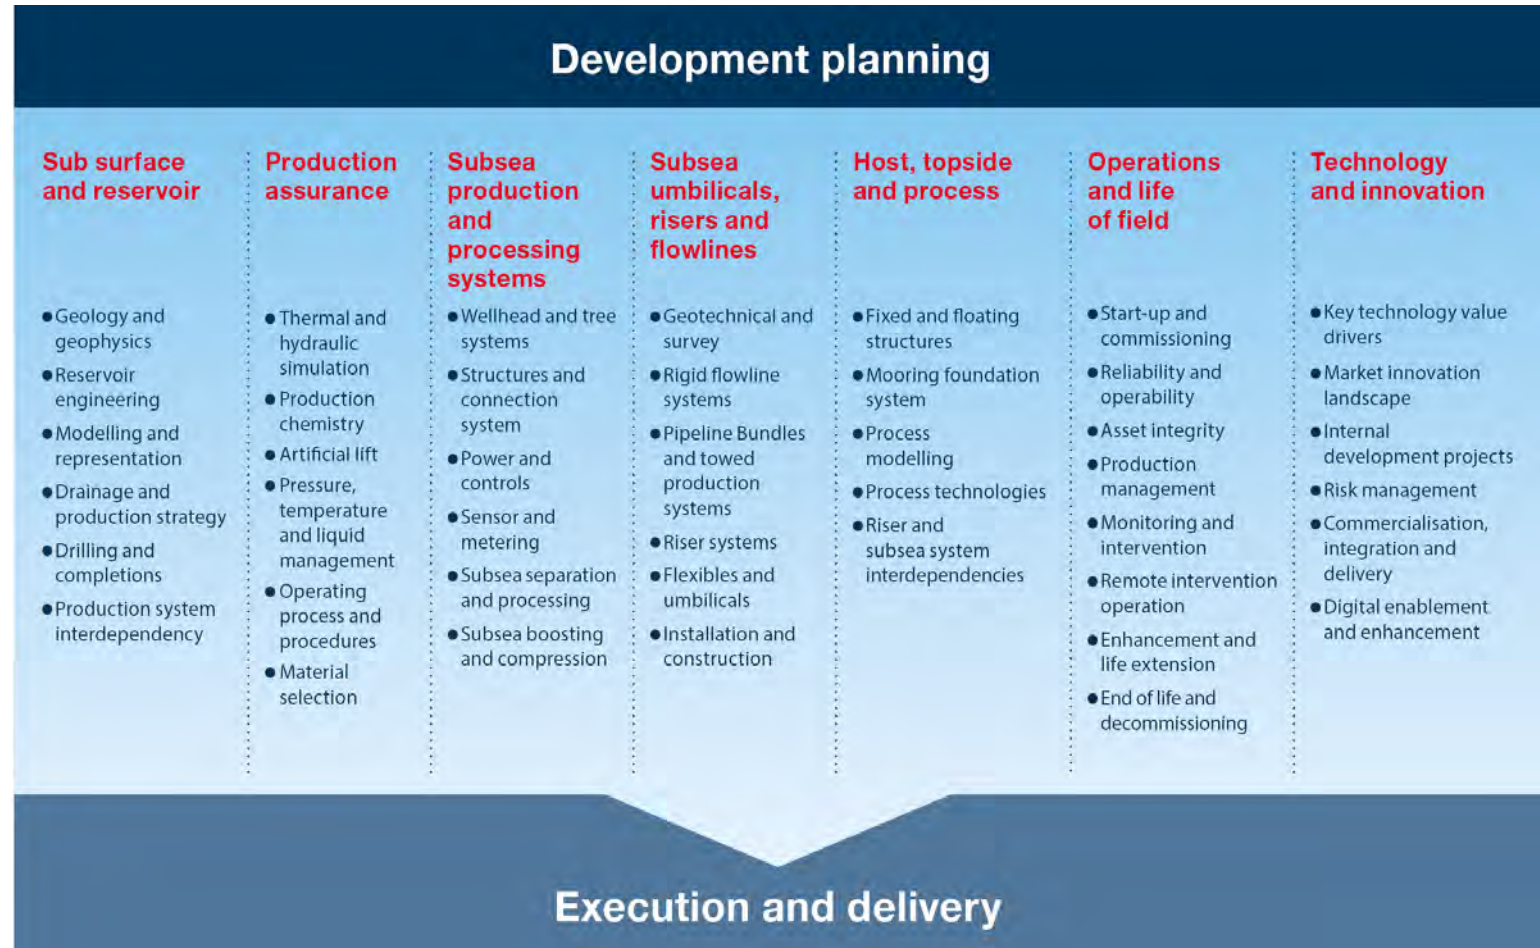 Development planning
Sub surface
and reservoir
● Geology and
geophysics
● Reservoir
engineering
● Modelling and
representation
● Drainage and
production strategy
● Drilling and
completions
● Production system
interdependency
Production
assurance
● Thermal and
hydraulic
simulation
● Production
chemistry
● Artificial lift
● Pressure,
temperature
and liquid
management
● Operating
process and
procedures
● Material
selection
Subsea
production
and
processing
systems
● Wellhead and tree
systems
● Structures and
connection
system
● Power and
controls
● Sensor and
metering
● Subsea separation
and processing
● Subsea boosting
and compression
Subsea
umbilicals,
risers and
flowlines
● Geotechnical and
survey
● Rigid flowline
systems
● Pipeline Bundles
and towed
production
systems
● Riser systems
● Flexibles and
umbilicals
● Installation and
construction
Host, topside
and process
● Fixed and floating
structures
● Mooring foundation
system
● Process
modelling
● Process technologies
● Riser and
subsea system
interdependencies
Operations
and life
of field
● Start-up and
commissioning
● Reliability and
operability
● Asset integrity
● Production
management
● Monitoring and
intervention
● Remote intervention
operation
● Enhancement and
life extension
● End of life and
decommissioning
Technology
and innovation
● Key technology value
drivers
● Market innovation
landscape
● Internal
development projects
● Risk management
● Commercialisation,
integration and
delivery
● Digital enablement
and enhancement
Execution and delivery